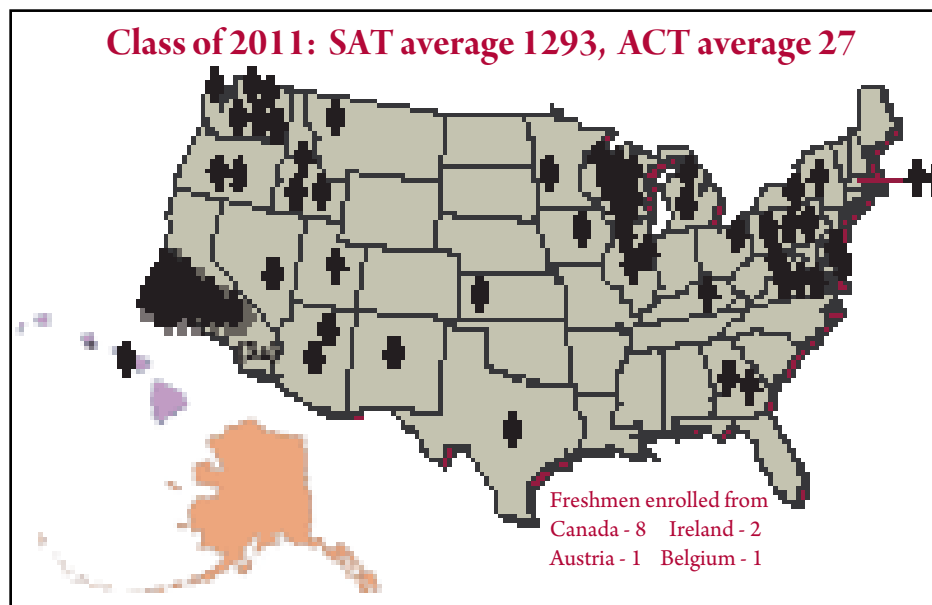 Class of 2011: SAT average 1293, ACT average 27
Freshmen enrolled from
Canada - 8 Ireland - 2
Austria - 1 Belgium - 1